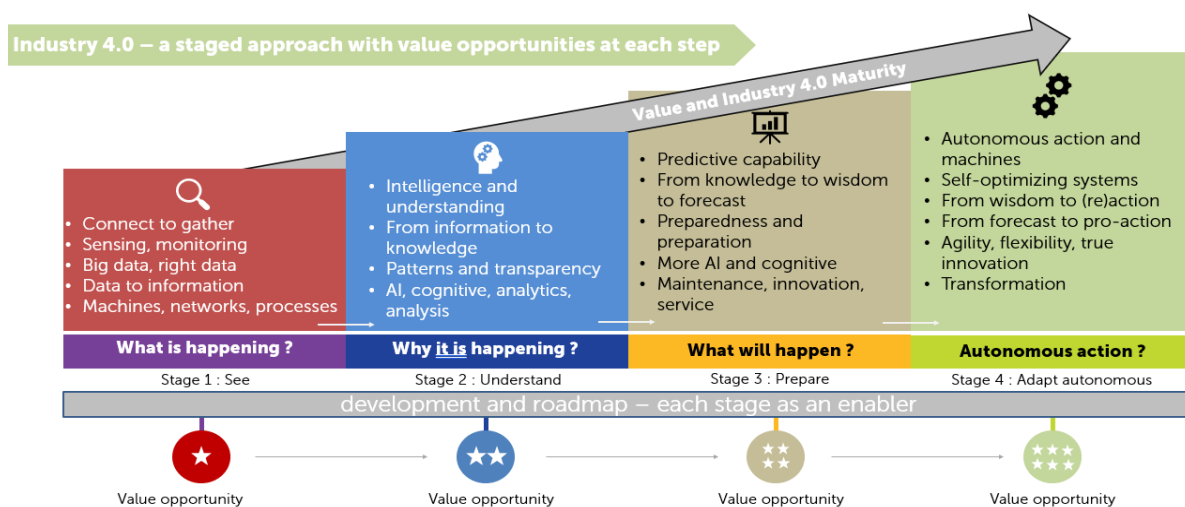 Industry 4.0 – a staged approach with value opportunities at each step
Value and Industry 4.0 Maturity
• Connect to gather
• Sensing, monitoring
• Big data, right data
• Data to information
• Machines, networks, processes
• Intelligence and
understanding
• From information to
knowledge
• Patterns and transparency
• AI, cognitive, analytics,
analysis
• Predictive capability
• From knowledge to wisdom
to forecast
• Preparedness and
preparation
• More AI and cognitive
• Maintenance, innovation,
service
• Autonomous action and
machines
• Self-optimizing systems
• From wisdom to (re)action
• From forecast to pro-action
• Agility, flexibility, true
innovation
• Transformation
What is happening ?
Why it is happening ?
What will happen ?
Autonomous action ?
Stage 1 : See
Stage 2 : Understand
Stage 3 : Prepare
Stage 4 : Adapt autonomous
development and roadmap – each stage as an enabler
Value opportunity
Value opportunity
Value opportunity
Value opportunity